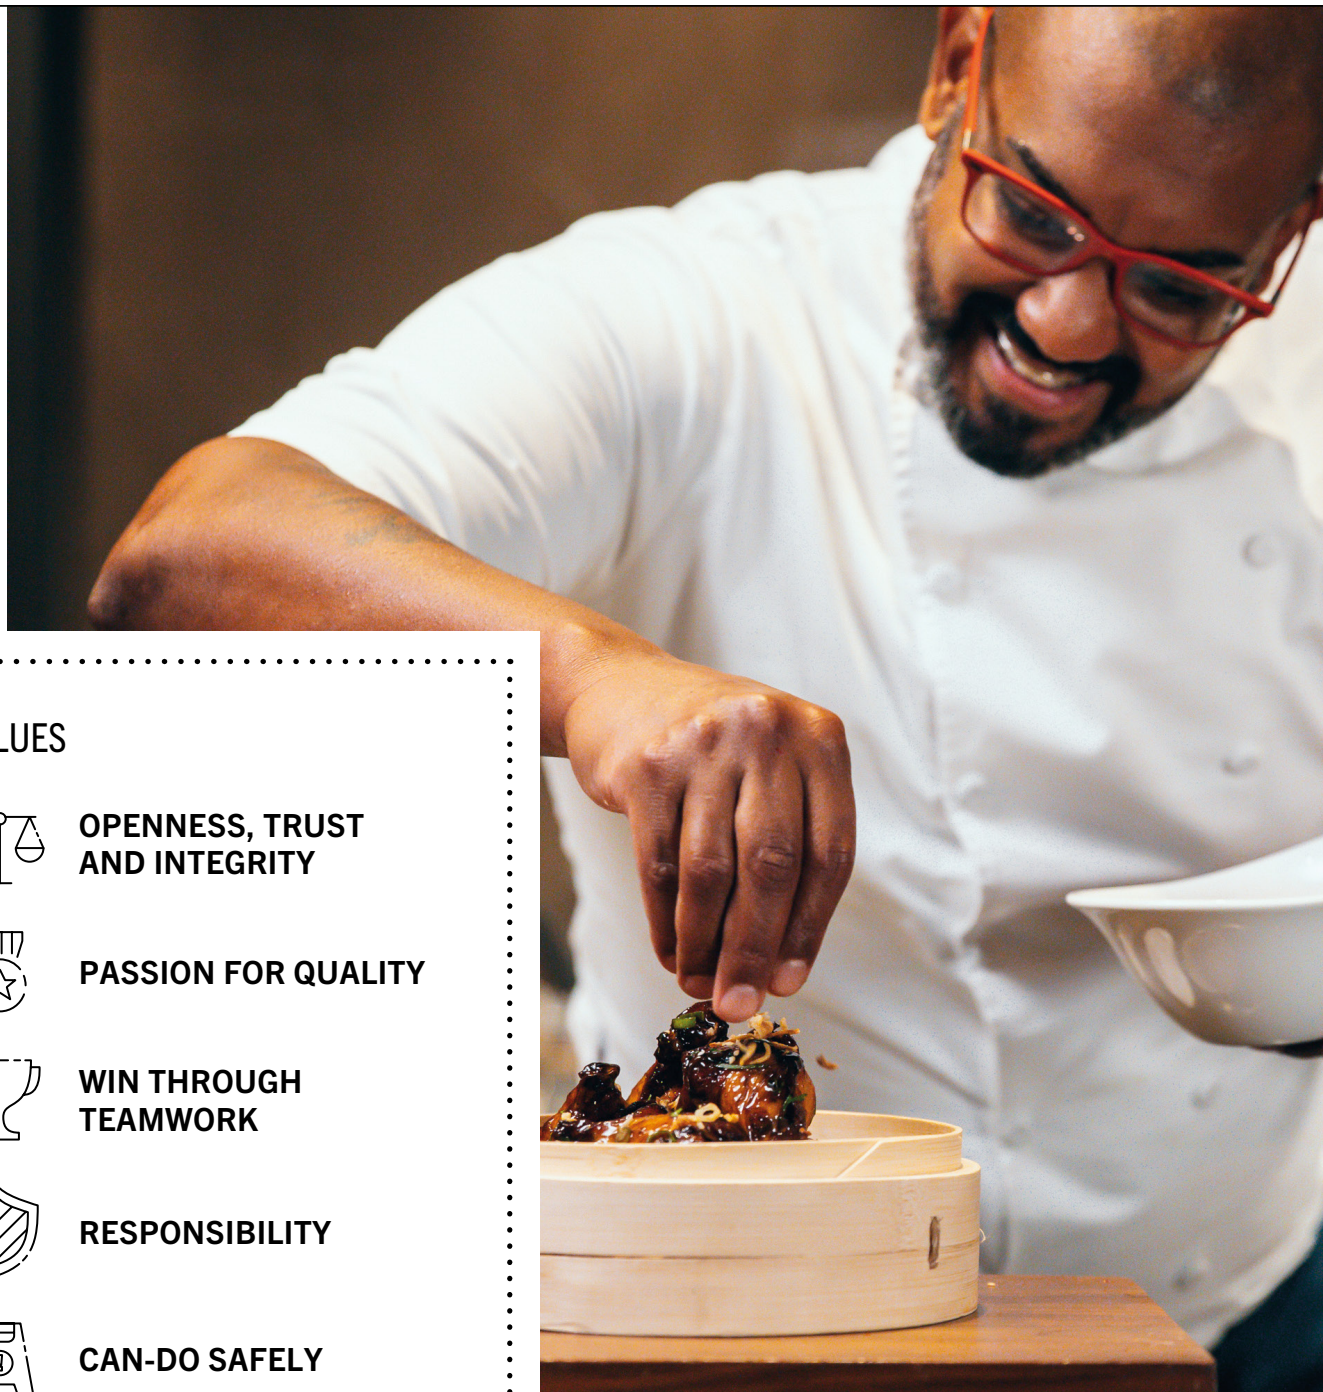 LUES
OPENNESS, TRUST
AND INTEGRITY
PASSION FOR QUALITY
WIN THROUGH
TEAMWORK
RESPONSIBILITY
CAN-DO SAFELY